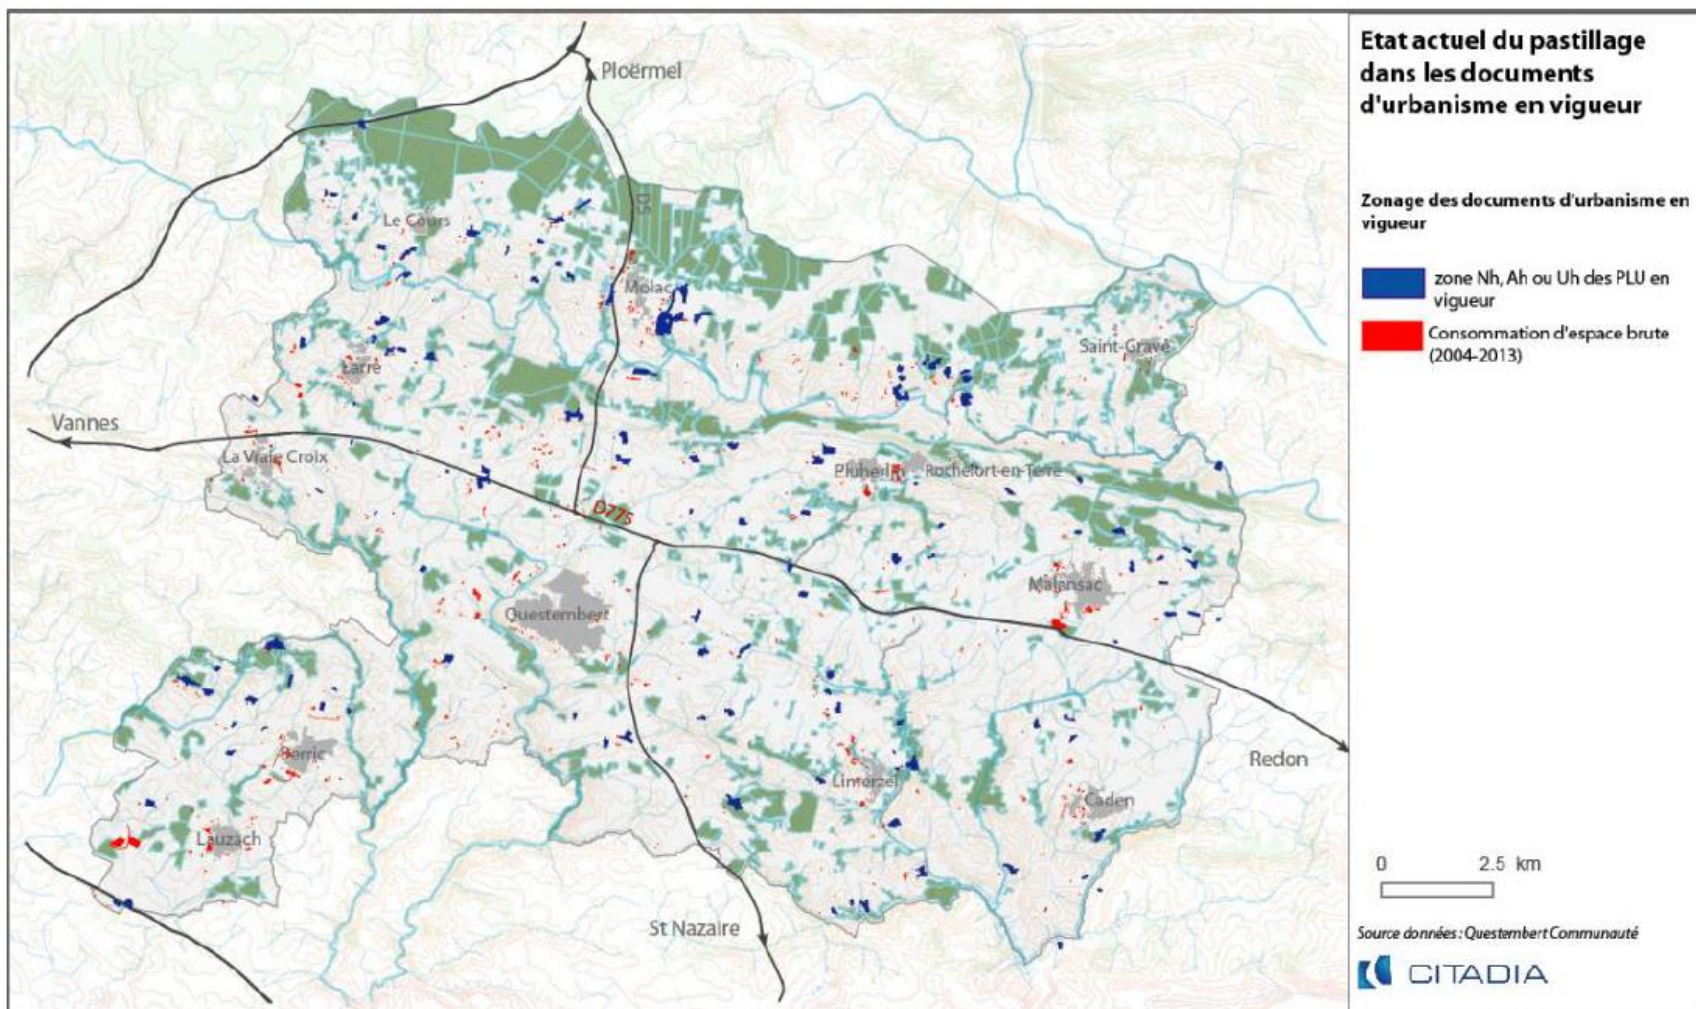 Etat actuel du pastillage
dans les documents
d'urbanisme en vigueur
Zonage des documents d'urbanisme en
vigueur
zone Nh, Ah ou Uh des PLU en
vigueur
Consommation d'espace brute
(2004-2013)
0 2.5 km
Source données : Questembert Communauté
CITADIA
Ploërmel
D5
Le Cours
Molac
Saint-Gravé
Larré
Vannes
La Vraie Croix
Pluherlin
Rochefort-en-Terre
D775
Malensac
Questembert
Berric
Redon
Limerzel
Caden
Lauzach
St Nazaire